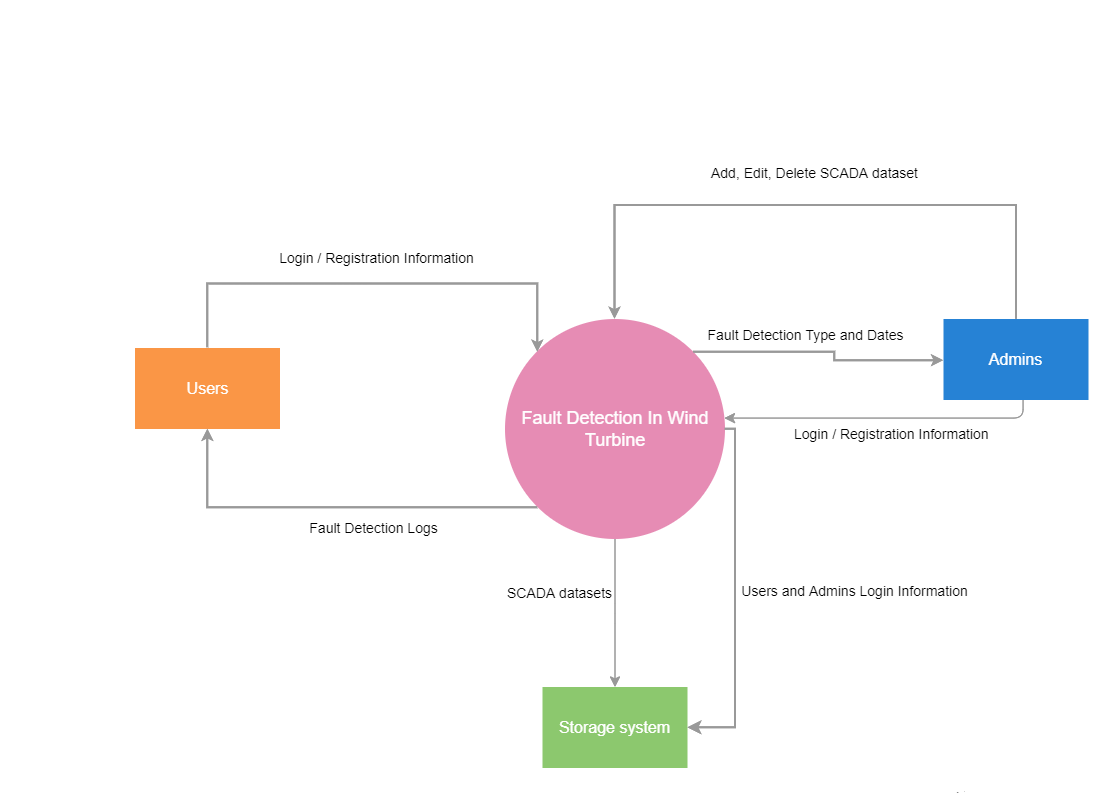 Add, Edit, Delete SCADA dataset
Login / Registration Information
Fault Detection Type and Dates
Admins
Users
Fault Detection In Wind
Turbine
Login / Registration Information
Fault Detection Logs
SCADA datasets
Users and Admins Login Information
Storage system